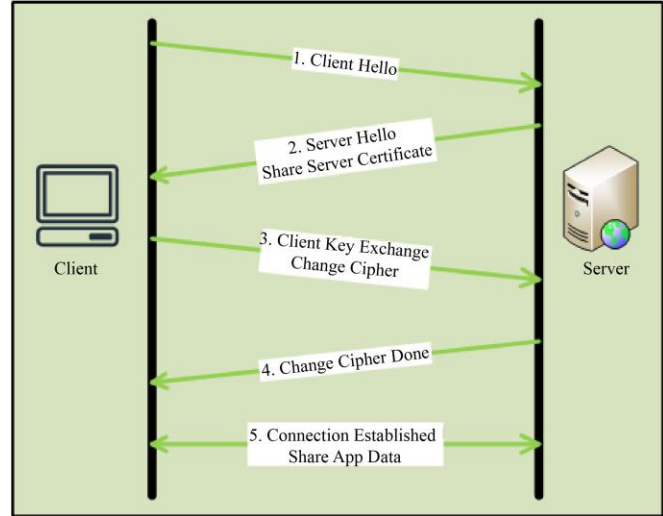 1. Client Hello
2. Server Hello
Share Server Certificate
3. Client Key Exchange
Change Cipher
Client
Server
4. Change Cipher Done
5. Connection Established
Share App Data